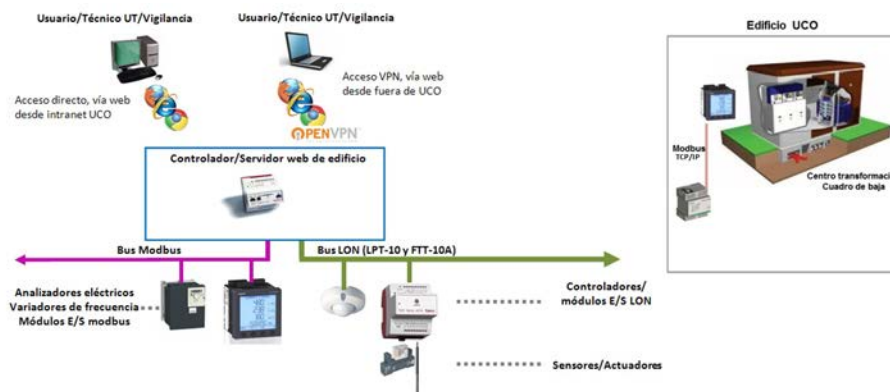 Usuario/Técnico UT/Vigilancia
Usuario/Técnico UT/Vigilancia
Acceso directo, vía web
desde intranet UCO
Acceso VPN, vía web
desde fuera de UCO
OPENVPN
Controlador/Servidor web de edificio
Bus Modbus
Bus LON (LPT-10 y FTT-10A)
Analizadores eléctricos
Variadores de frecuencia
Módulos E/S modbus
Controladores/
módulos E/S LON
Sensores/Actuadores
Edificio UCO
Modbus
TCP/IP
Centro transformaci
Cuadro de baja